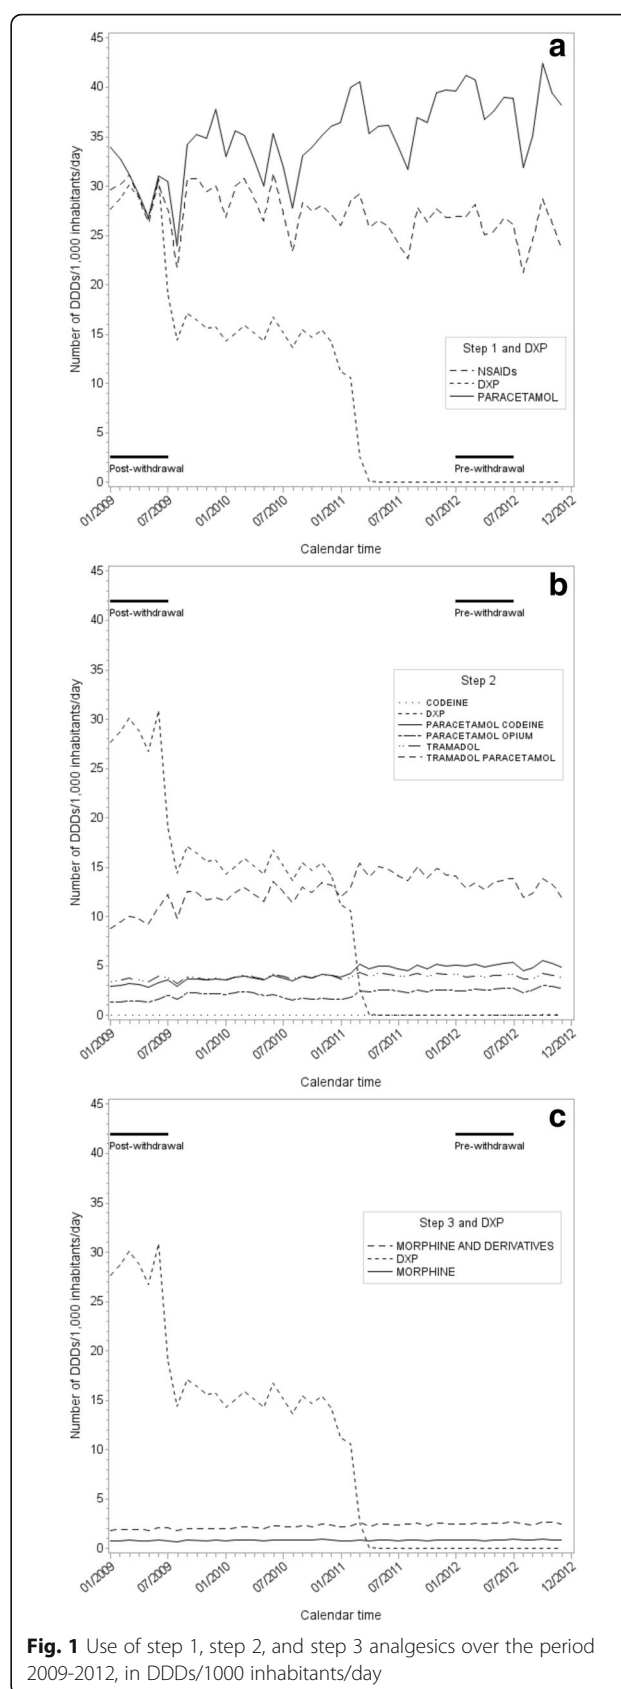 a
45
40
35
30
25
20
15
10
5
0
Number of DDDs/1,000 inhabitants/day
Step 1 and DXP
NSAIDs
DXP
PARACETAMOL
Post-withdrawal
Pre-withdrawal
01/2009
07/2009
01/2010
07/2010
01/2011
07/2011
01/2012
07/2012
12/2012
Calendar time
b
45
40
35
30
25
20
15
10
5
0
Number of DDDs/1,000 inhabitants/day
Post-withdrawal
Pre-withdrawal
Step 2
CODEINE
DXP
PARACETAMOL CODEINE
PARACETAMOL OPIUM
TRAMADOL
TRAMADOL PARACETAMOL
01/2009
07/2009
01/2010
07/2010
01/2011
07/2011
01/2012
07/2012
12/2012
Calendar time
c
45
40
35
30
25
20
15
10
5
0
Number of DDDs/1,000 inhabitants/day
Post-withdrawal
Pre-withdrawal
Step 3 and DXP
MORPHINE AND DERIVATIVES
DXP
MORPHINE
01/2009
07/2009
01/2010
07/2010
01/2011
07/2011
01/2012
07/2012
12/2012
Calendar time
Fig. 1 Use of step 1, step 2, and step 3 analgesics over the period
2009-2012, in DDDs/1000 inhabitants/day